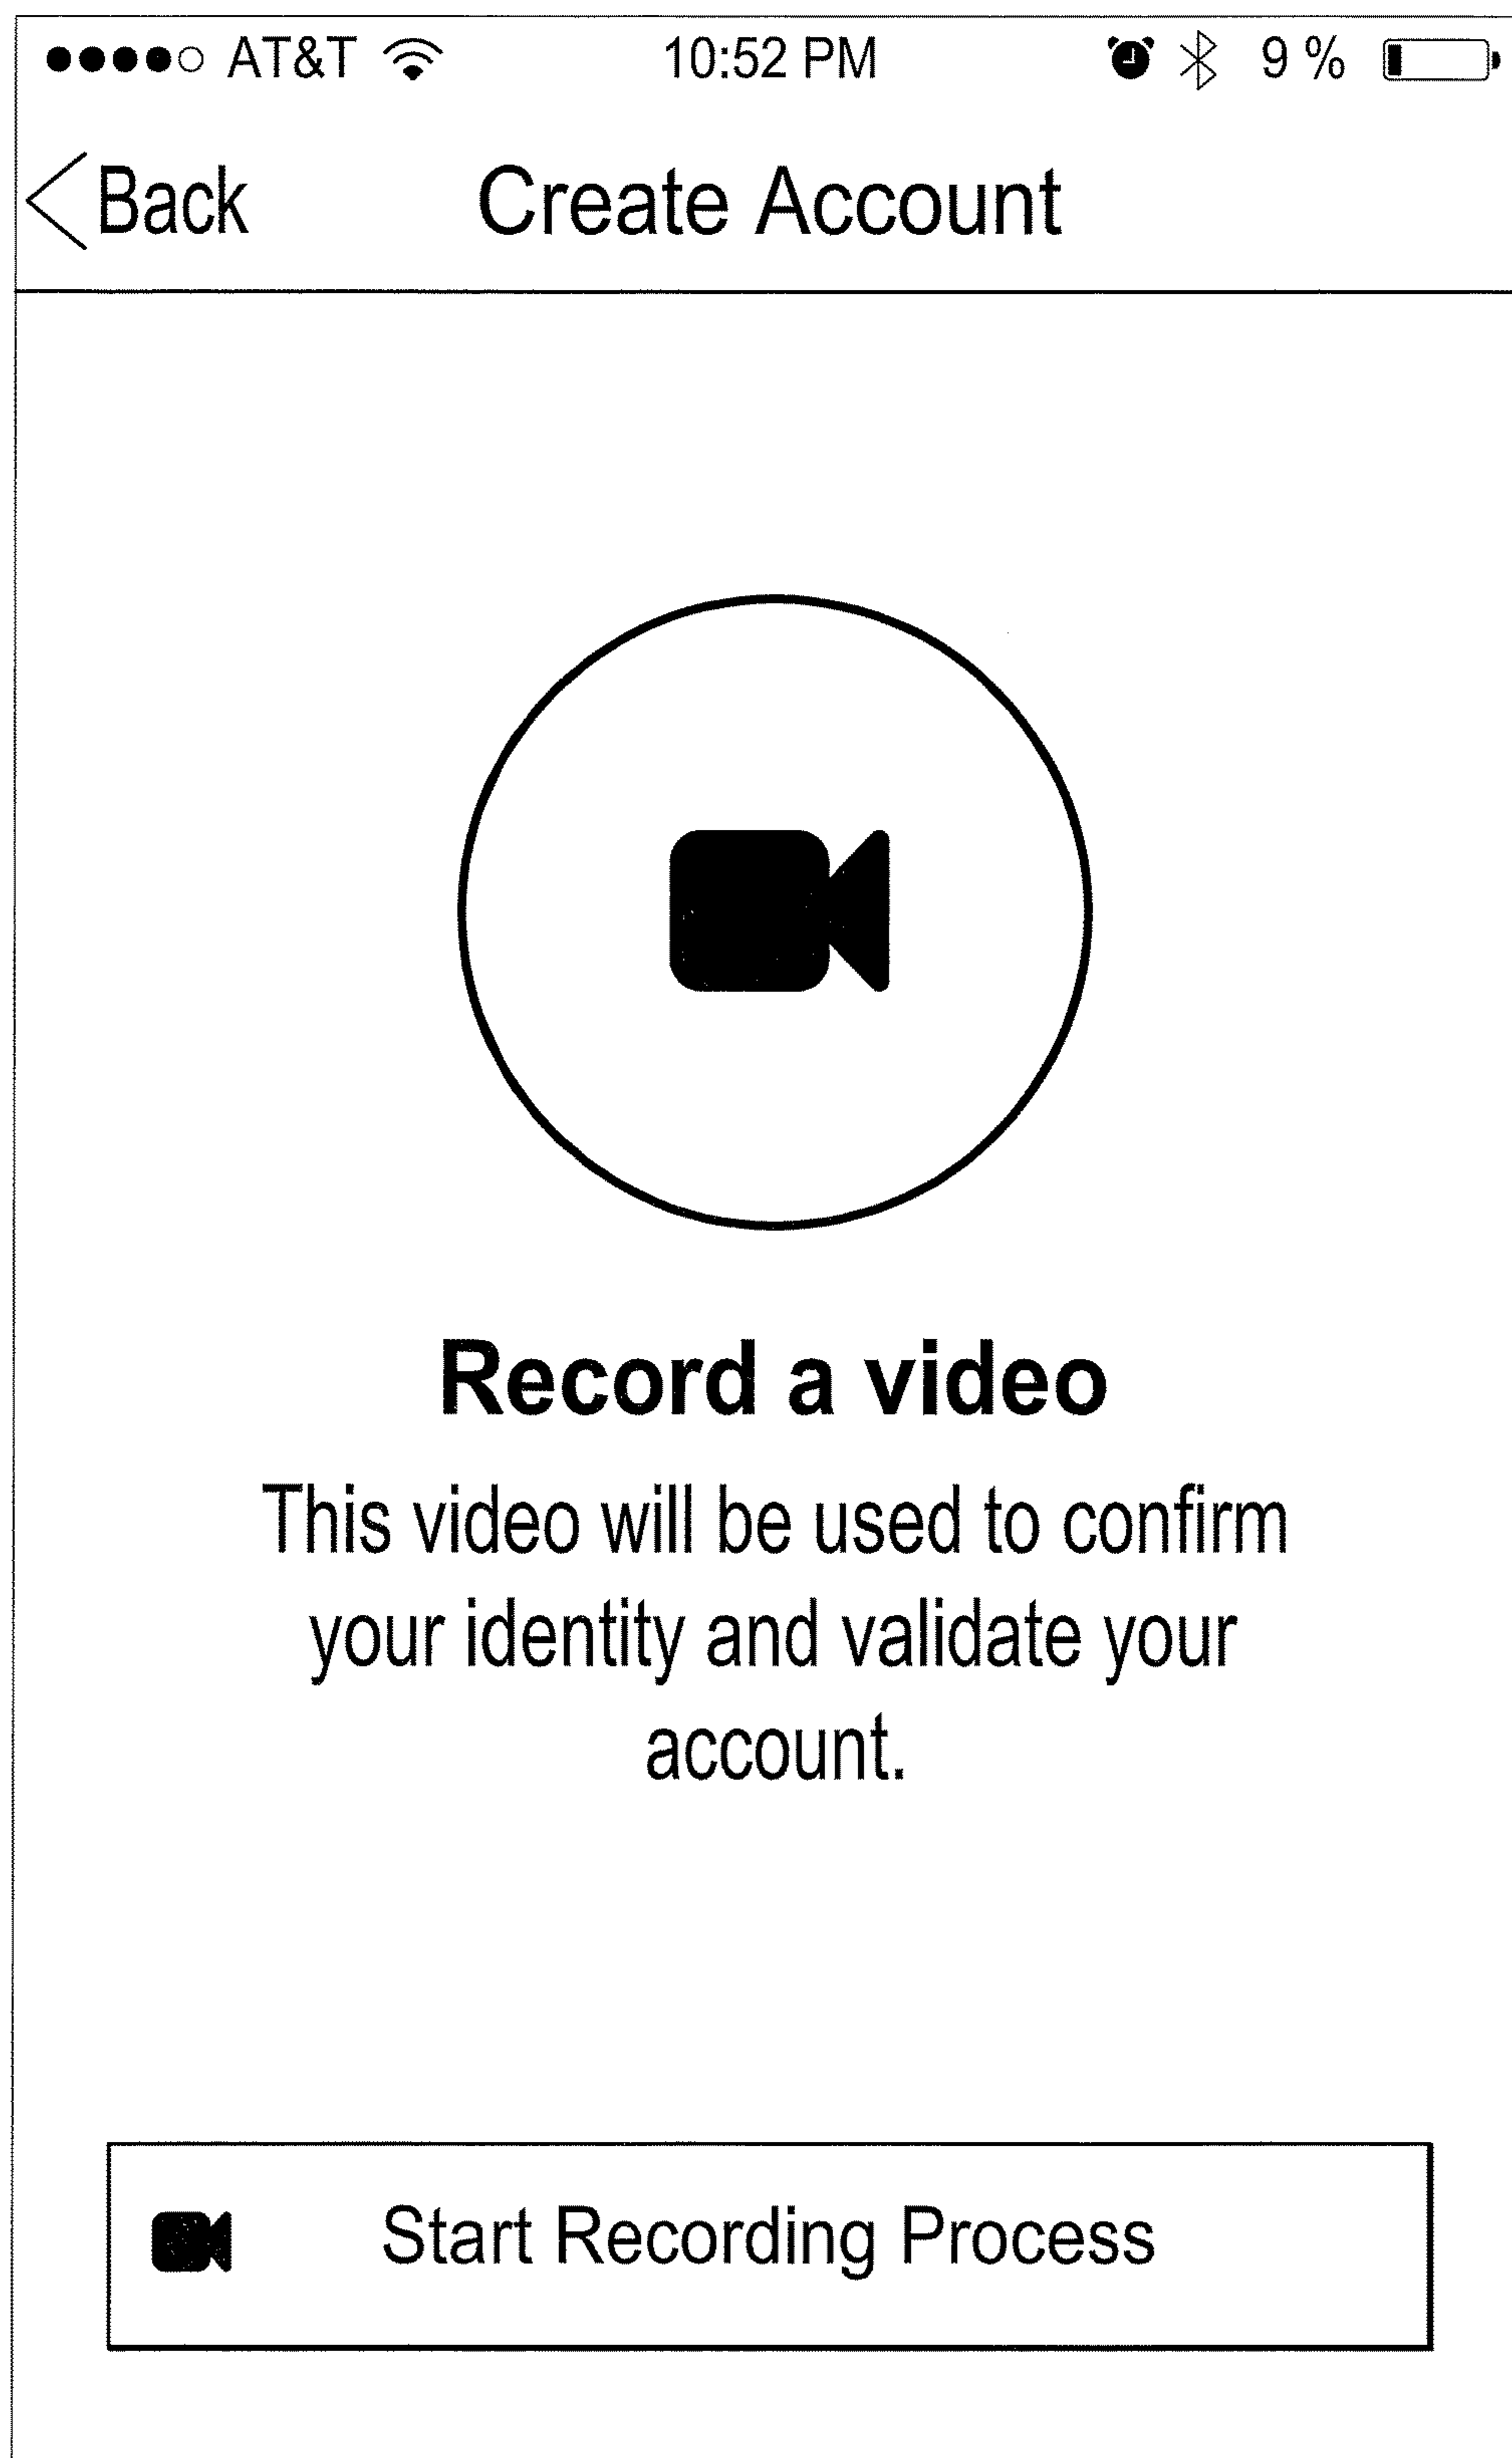 AT&T 10:52 PM 9 %
Back Create Account
Record a video
This video will be used to confirm
your identity and validate your
account.
Start Recording Process